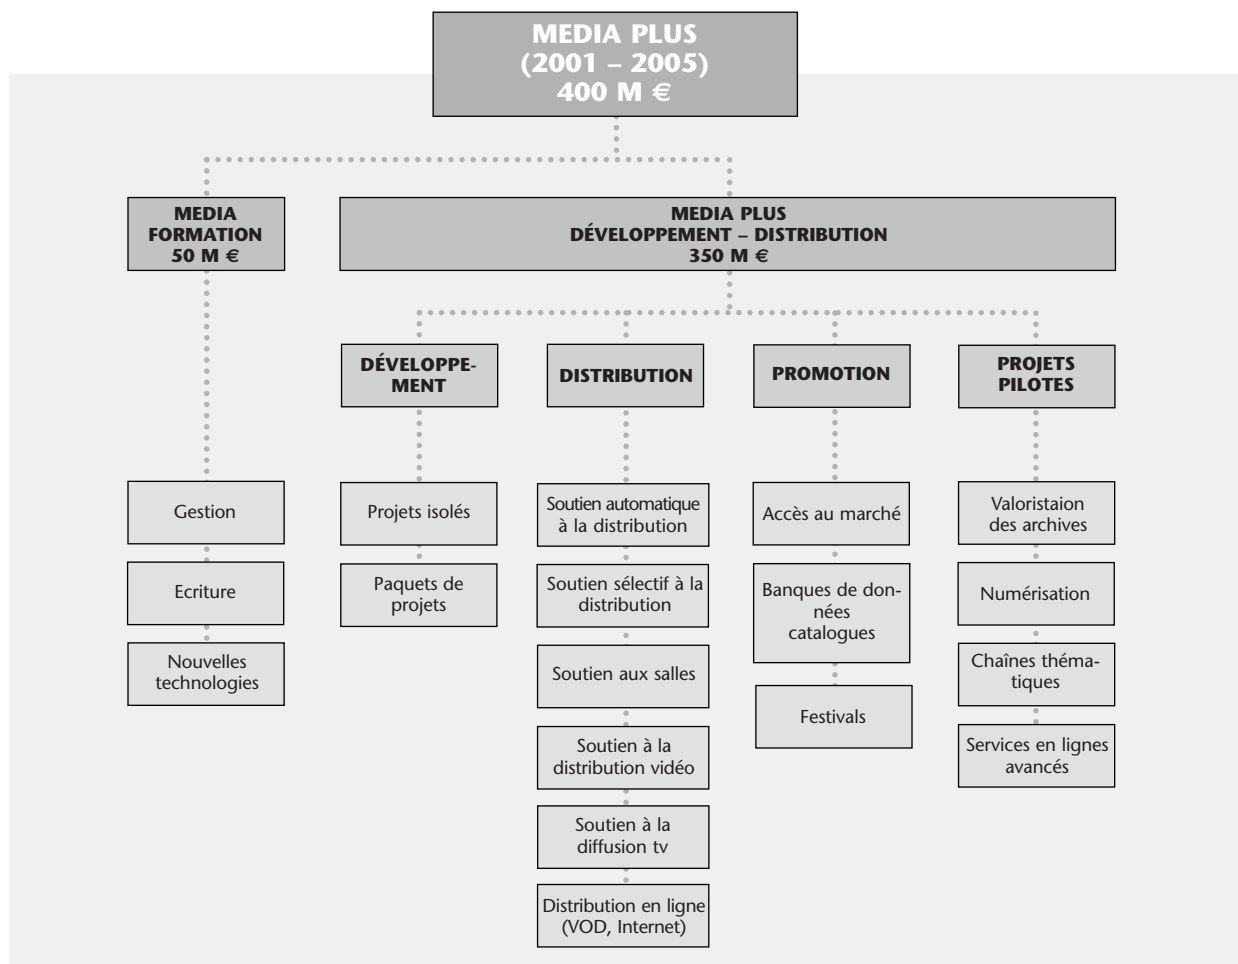 MEDIA PLUS
(2001 – 2005)
400 M €
MEDIA
FORMATION
50 M €
MEDIA PLUS
DÉVELOPPEMENT – DISTRIBUTION
350 M €
DÉVELOPPE-
MENT
DISTRIBUTION
PROMOTION
PROJETS
PILOTES
Gestion
Ecriture
Nouvelles
technologies
Projets isolés
Paquets de
projets
Soutien automatique
à la distribution
Soutien sélectif à la
distribution
Soutien aux salles
Soutien à la
distribution vidéo
Soutien à la
diffusion tv
Distribution en ligne
(VOD, Internet)
Accès au marché
Banques de don-
nées
catalogues
Festivals
Valoristaion
des archives
Numérisation
Chaînes théma-
tiques
Services en lignes
avancés